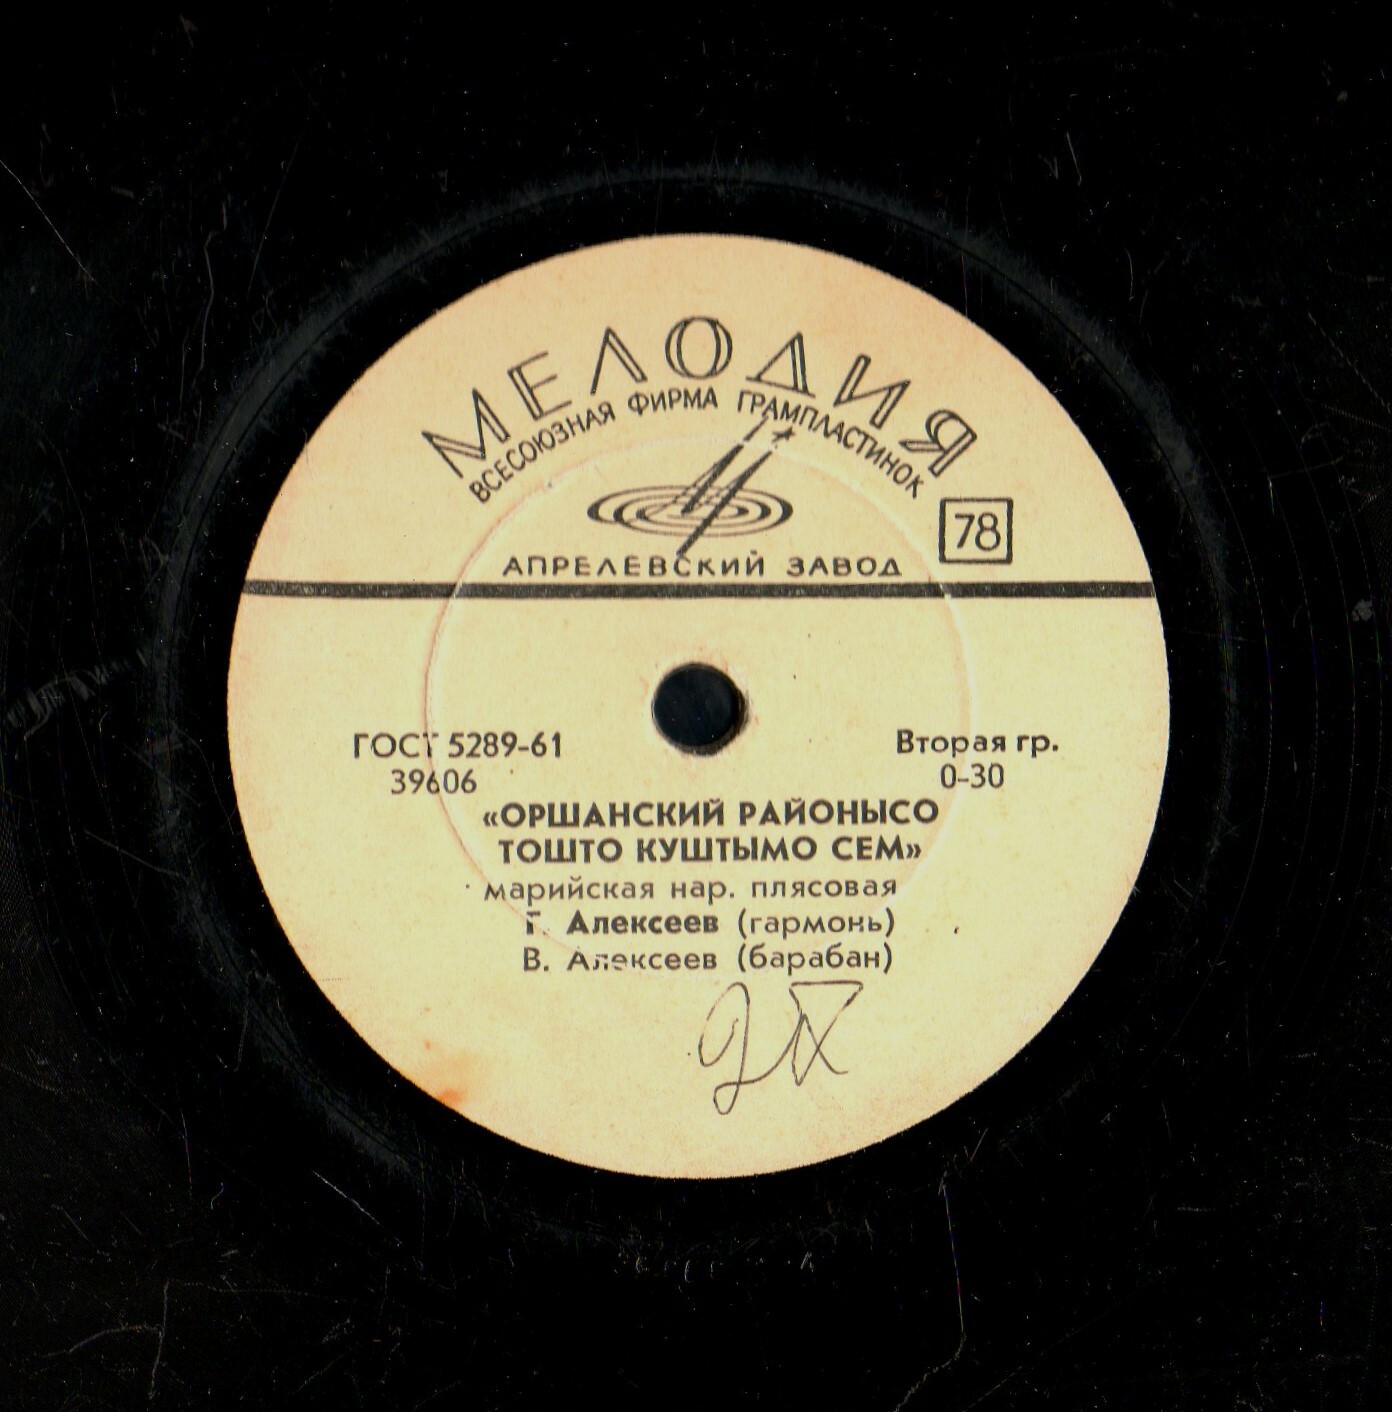 МЕЛОДИЯ
ВСЕСОЮЗНАЯ ФИРМА ГРАМПЛАСТИНОК
78
АПРЕЛЕВСКИЙ ЗАВОД
ГОСТ 5289-61
Вторая гр.
39606
0-30
«ОРШАНСКИЙ РАЙОНЫСО
ТОШТО КУШТЫМО СЕМ»
марийская нар. плясовая
Алексеев (гармонь)
В. Алексеев (барабан)